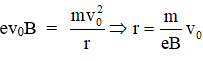 ev₀B = mv₀²/r ⇒ r = m/eB v₀